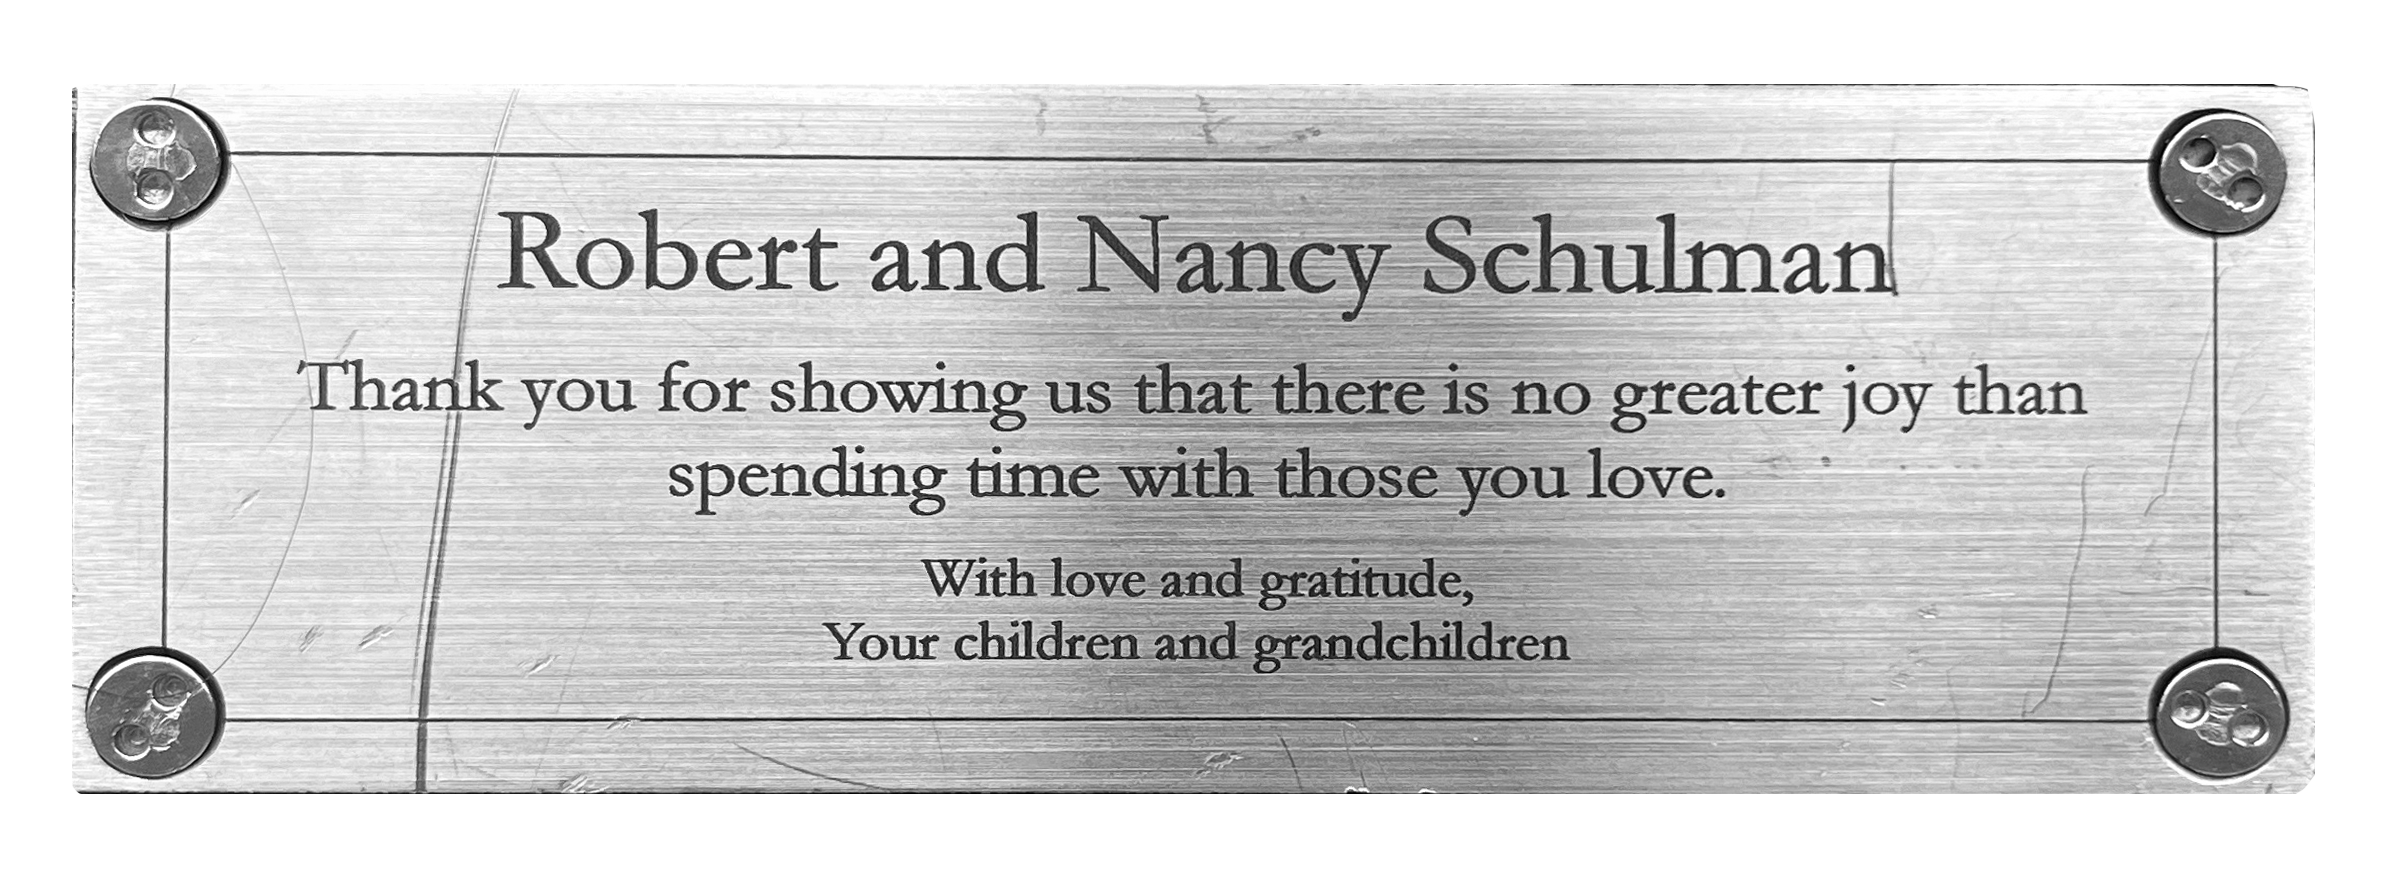 Robert and Nancy Schulman
Thank you for showing us that there is no greater joy than
spending time with those you love.
With love and gratitude,
Your children and grandchildren